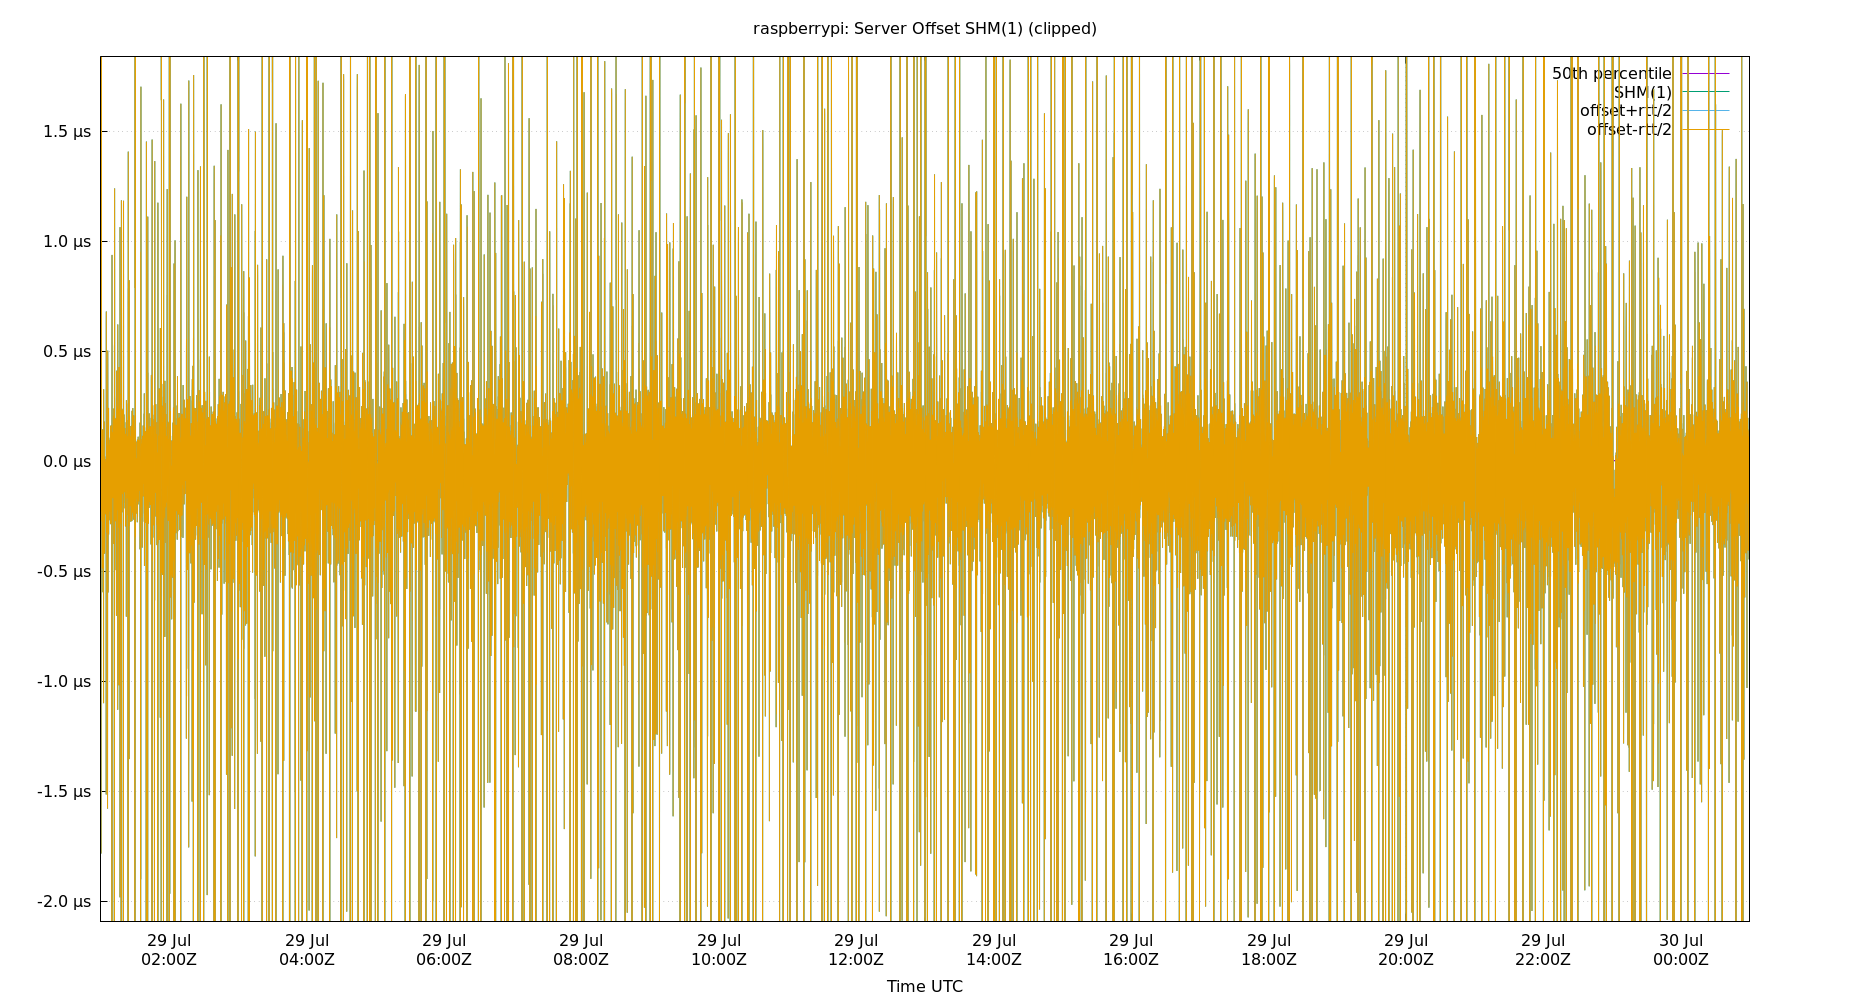 raspberrypi: Server Offset SHM(1) (clipped)
50th percentile
SHM(1)
offset+rtt/2
offset-rtt/2
1.5 µs
1.0 µs
0.5 µs
0.0 µs
-0.5 µs
-1.0 µs
-1.5 µs
-2.0 µs
29 Jul 29 Jul 29 Jul 29 Jul 29 Jul 29 Jul 29 Jul 29 Jul 29 Jul 29 Jul 29 Jul 30 Jul
02:00Z 04:00Z 06:00Z 08:00Z 10:00Z 12:00Z 14:00Z 16:00Z 18:00Z 20:00Z 22:00Z 00:00Z
Time UTC